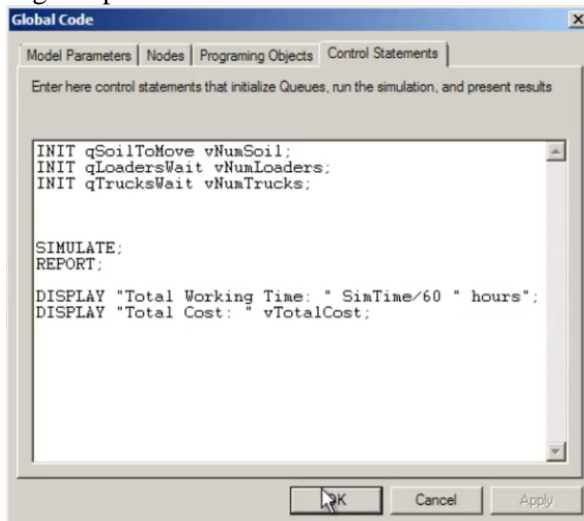 Global Code
Model Parameters Nodes Programing Objects Control Statements
Enter here control statements that initialize Queues, run the simulation, and present results
INIT qSoilToMove vNumSoil;
INIT qLoadersWait vNumLoaders;
INIT qTrucksWait vNumTrucks;
SIMULATE;
REPORT;
DISPLAY "Total Working Time: " SimTime/60 " hours";
DISPLAY "Total Cost: " vTotalCost;
OK Cancel Apply